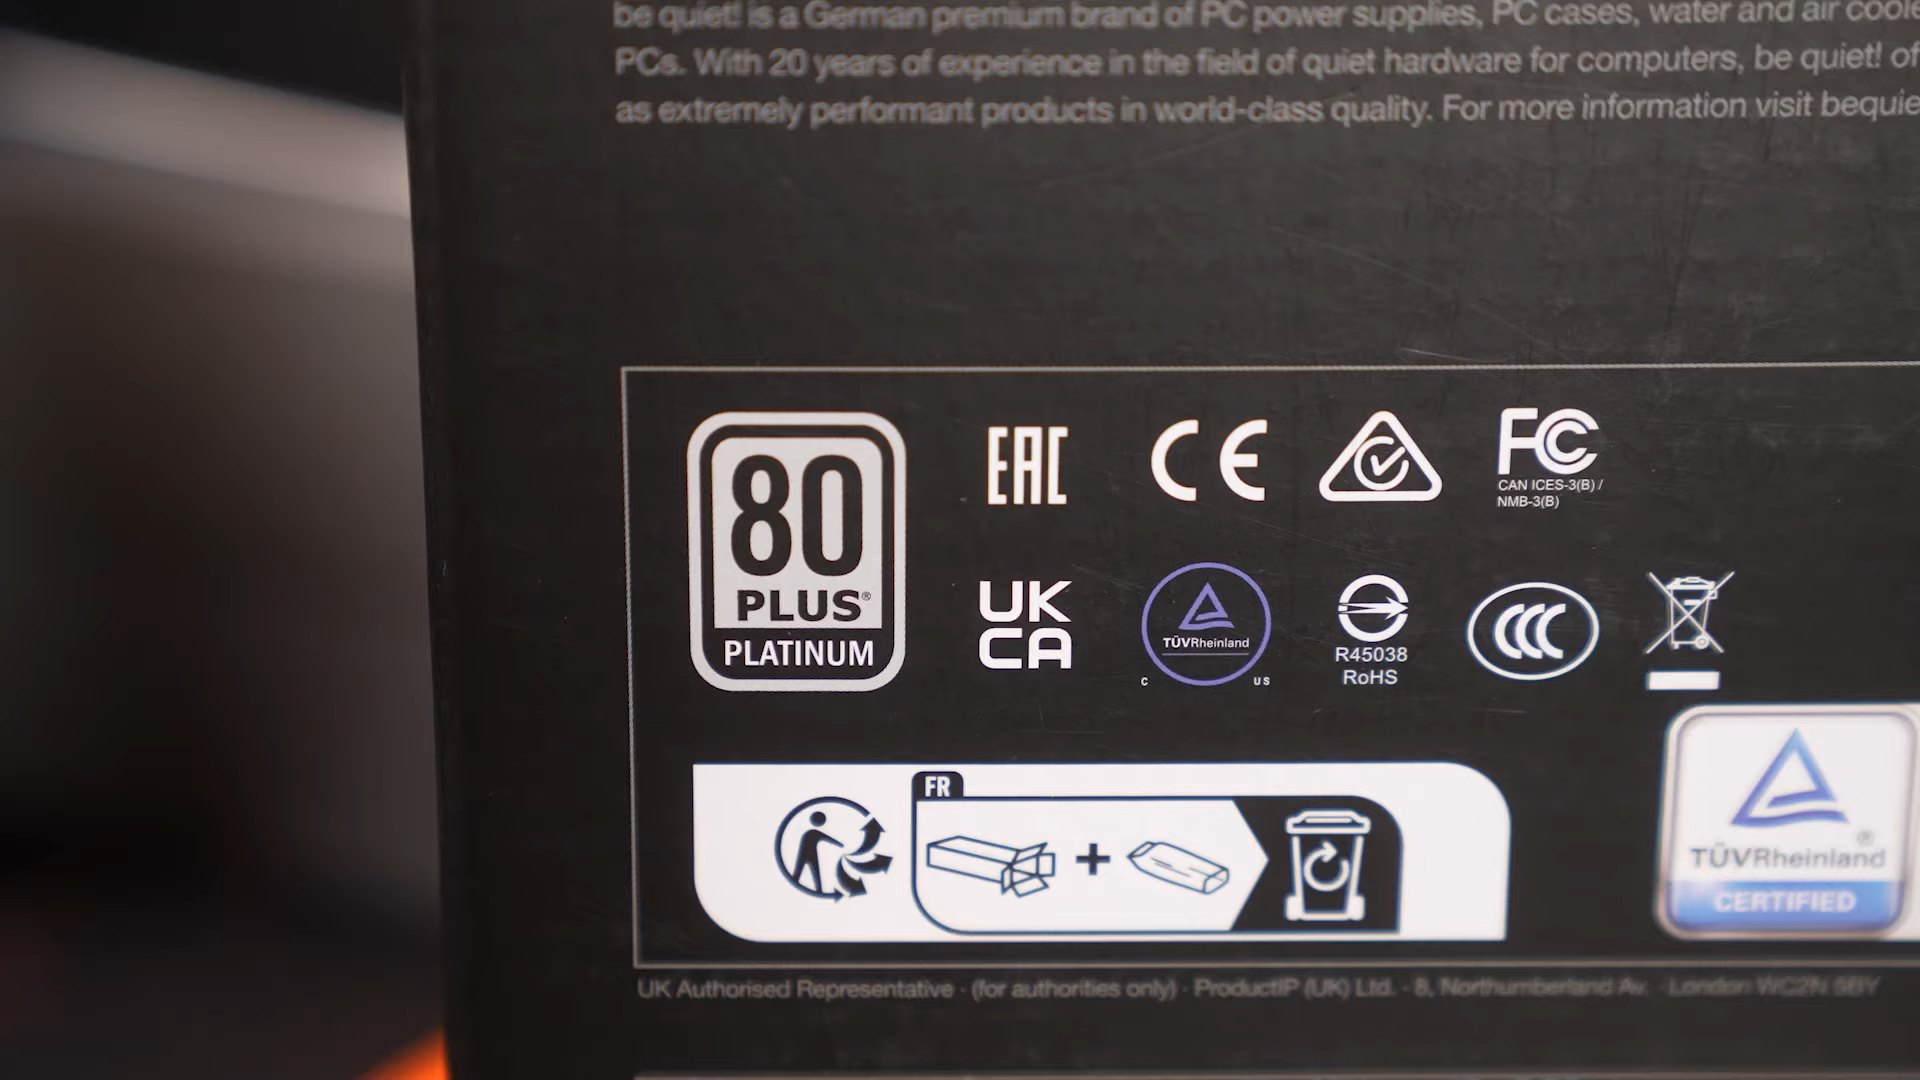 be quiet! is a German premium brand of PC power supplies, PC cases, water and air
PCs. With 20 years of experience in the field of quiet hardware for computers, be quiet!
as extremely performant products in world-class quality. For more information visit
80
PLUS®
PLATINUM
EAC
CE
FC
CAN ICES-3(B) /
NMB-3(B)
UK
CA
TÜVRheinland
C US
R45038
RoHS
CCC
FR
+
TÜVRheinland®
CERTIFIED
UK Authorised Representative · (for authorities only) · ProductIP (UK) Ltd. · 8, Northumberland Av. · London WC2N 5BY